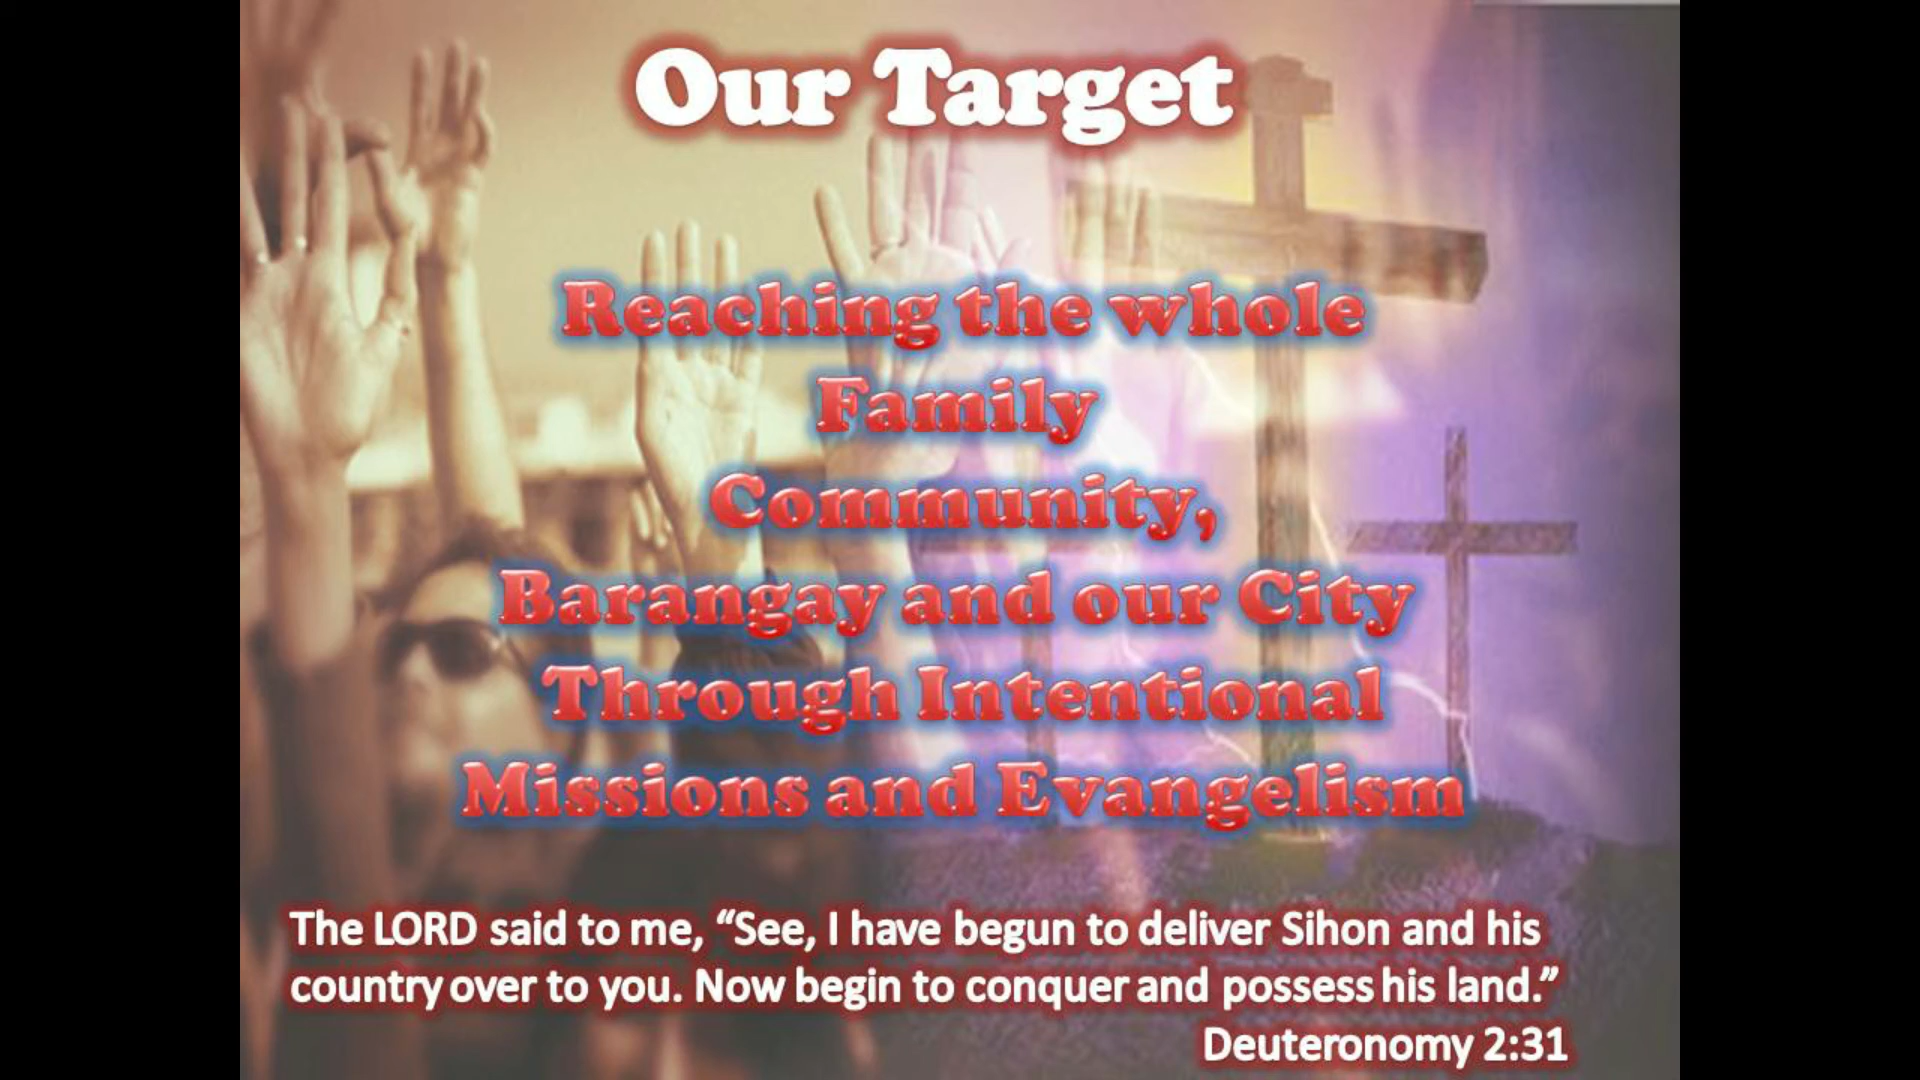 Our Target
Reaching the whole
Family
Community,
Barangay and our City
Through Intentional
Missions and Evangelism
The LORD said to me, “See, I have begun to deliver Sihon and his
country over to you. Now begin to conquer and possess his land.”
Deuteronomy 2:31